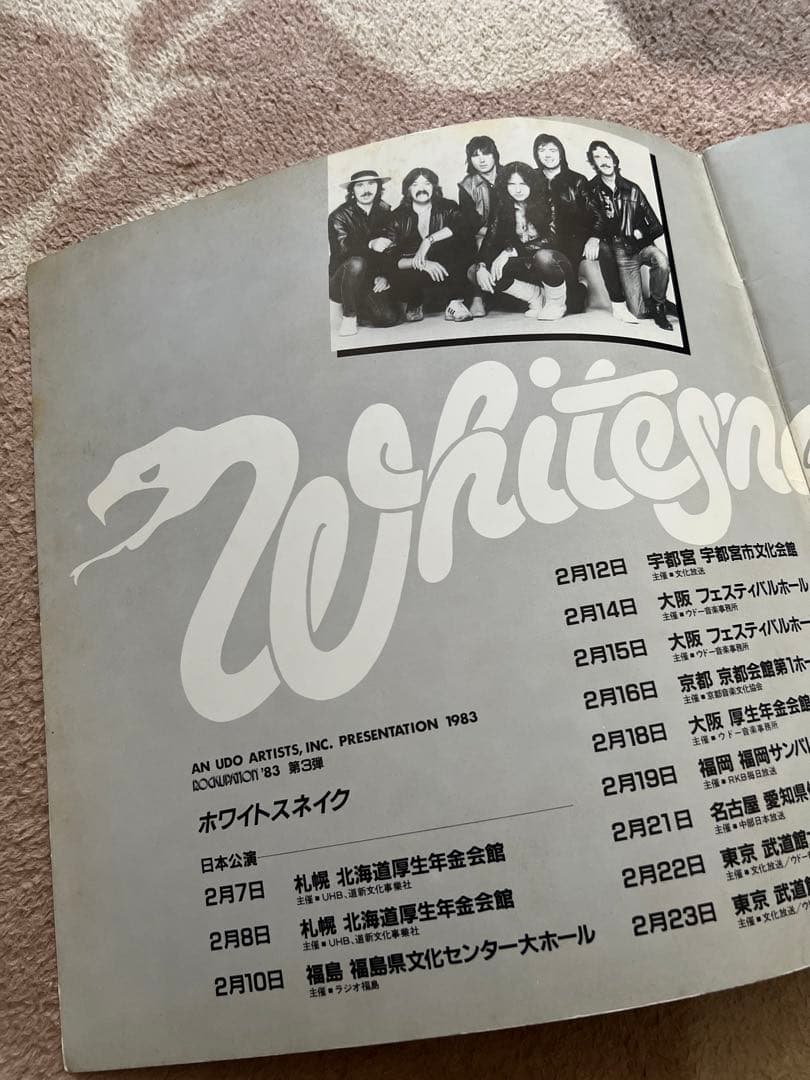 Whitesn
AN UDO ARTISTS, INC. PRESENTATION 1983
ROCKUPATION '83 第3弾
ホワイトスネイク
日本公演
2月7日 札幌 北海道厚生年金会館
主催■UHB、道新文化事業社
2月8日 札幌 北海道厚生年金会館
主催■UHB、道新文化事業社
2月10日 福島 福島県文化センター大ホール
主催■ラジオ福島
2月12日 宇都宮 宇都宮市文化会館
主催■文化放送
2月14日 大阪 フェスティバルホール
主催■ウドー音楽事務所
2月15日 大阪 フェスティバルホー
主催■ウドー音楽事務所
2月16日 京都 京都会館第1ホー
主催■京都音楽文化協会
2月18日 大阪 厚生年金会館
主催■ウドー音楽事務所
2月19日 福岡 福岡サンパレ
主催■RKB毎日放送
2月21日 名古屋 愛知県
主催■中部日本放送
2月22日 東京 武道館
主催■文化放送/ウドー
2月23日 東京 武道館
主催■文化放送/ウ